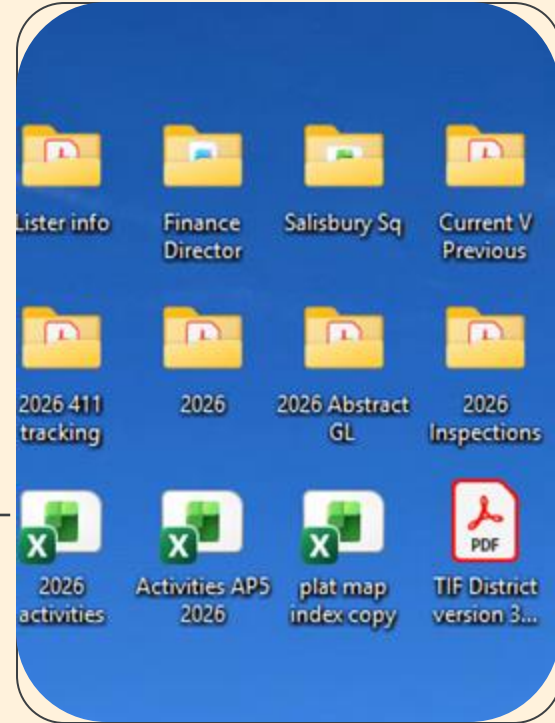 Lister info
Finance
Director
Salisbury Sq
Current V
Previous
2026 411
tracking
2026
2026 Abstract
GL
2026
Inspections
X
2026
activities
X
Activities AP5
2026
X
plat map
index copy
PDF
TIF District
version 3...